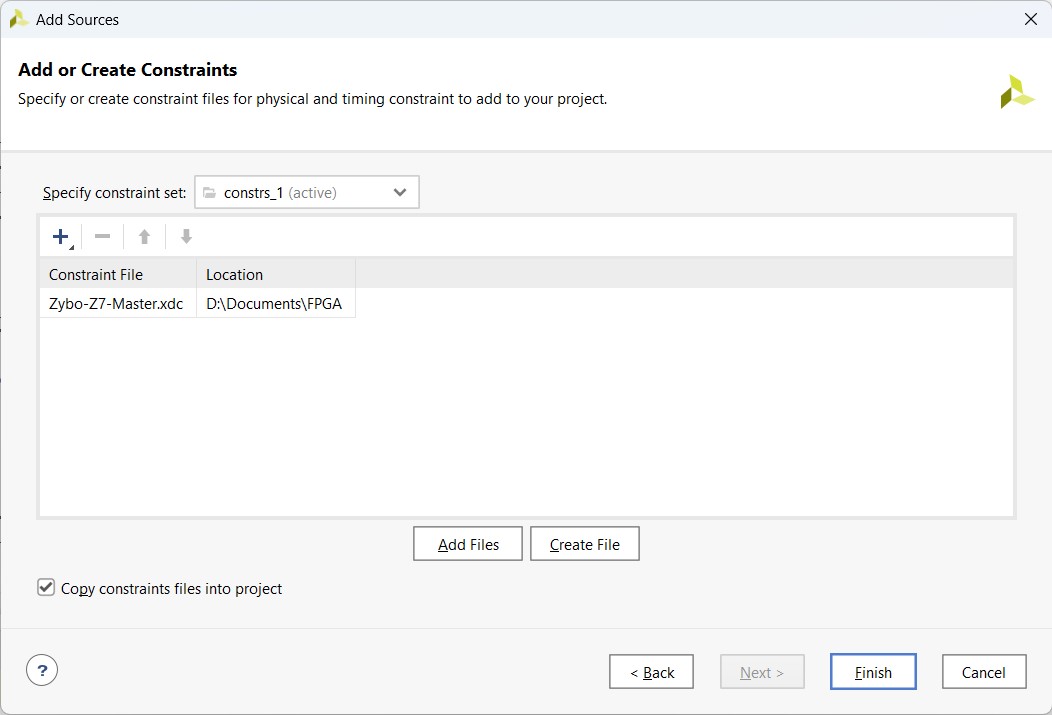 Add Sources
Add or Create Constraints
Specify or create constraint files for physical and timing constraint to add to your project.
Specify constraint set: constrs_1 (active)
Constraint File Location
Zybo-Z7-Master.xdc D:\Documents\FPGA
Add Files Create File
Copy constraints files into project
? < Back Next > Finish Cancel